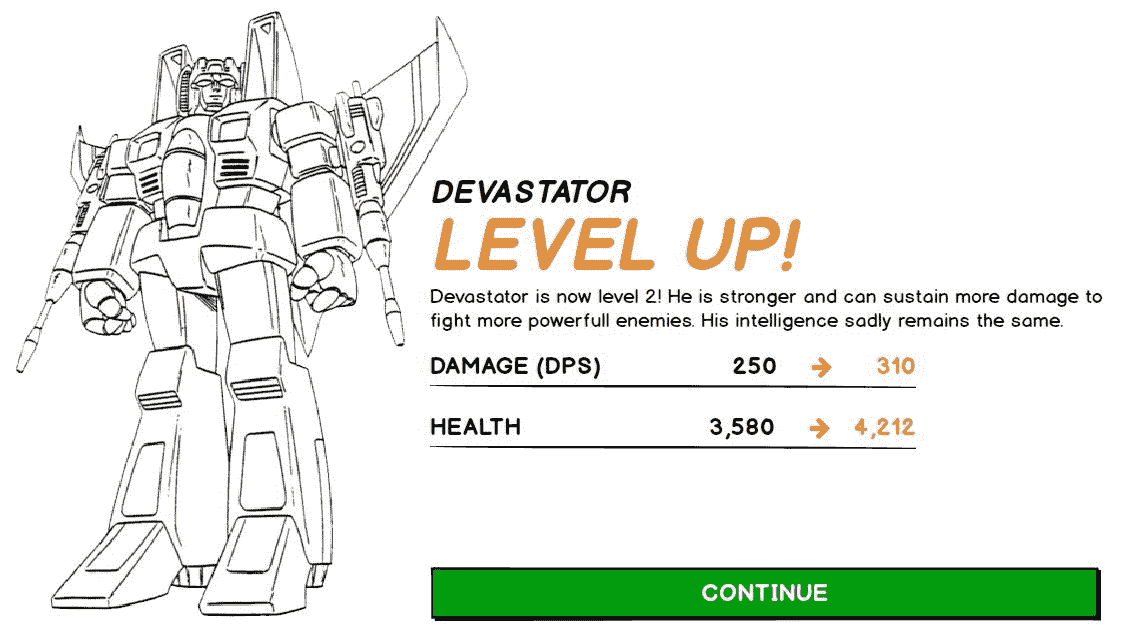 DEVASTATOR
LEVEL UP!
Devastator is now level 2! He is stronger and can sustain more damage to
fight more powerfull enemies. His intelligence sadly remains the same.
DAMAGE (DPS) 250 → 310
HEALTH 3,580 → 4,212
CONTINUE